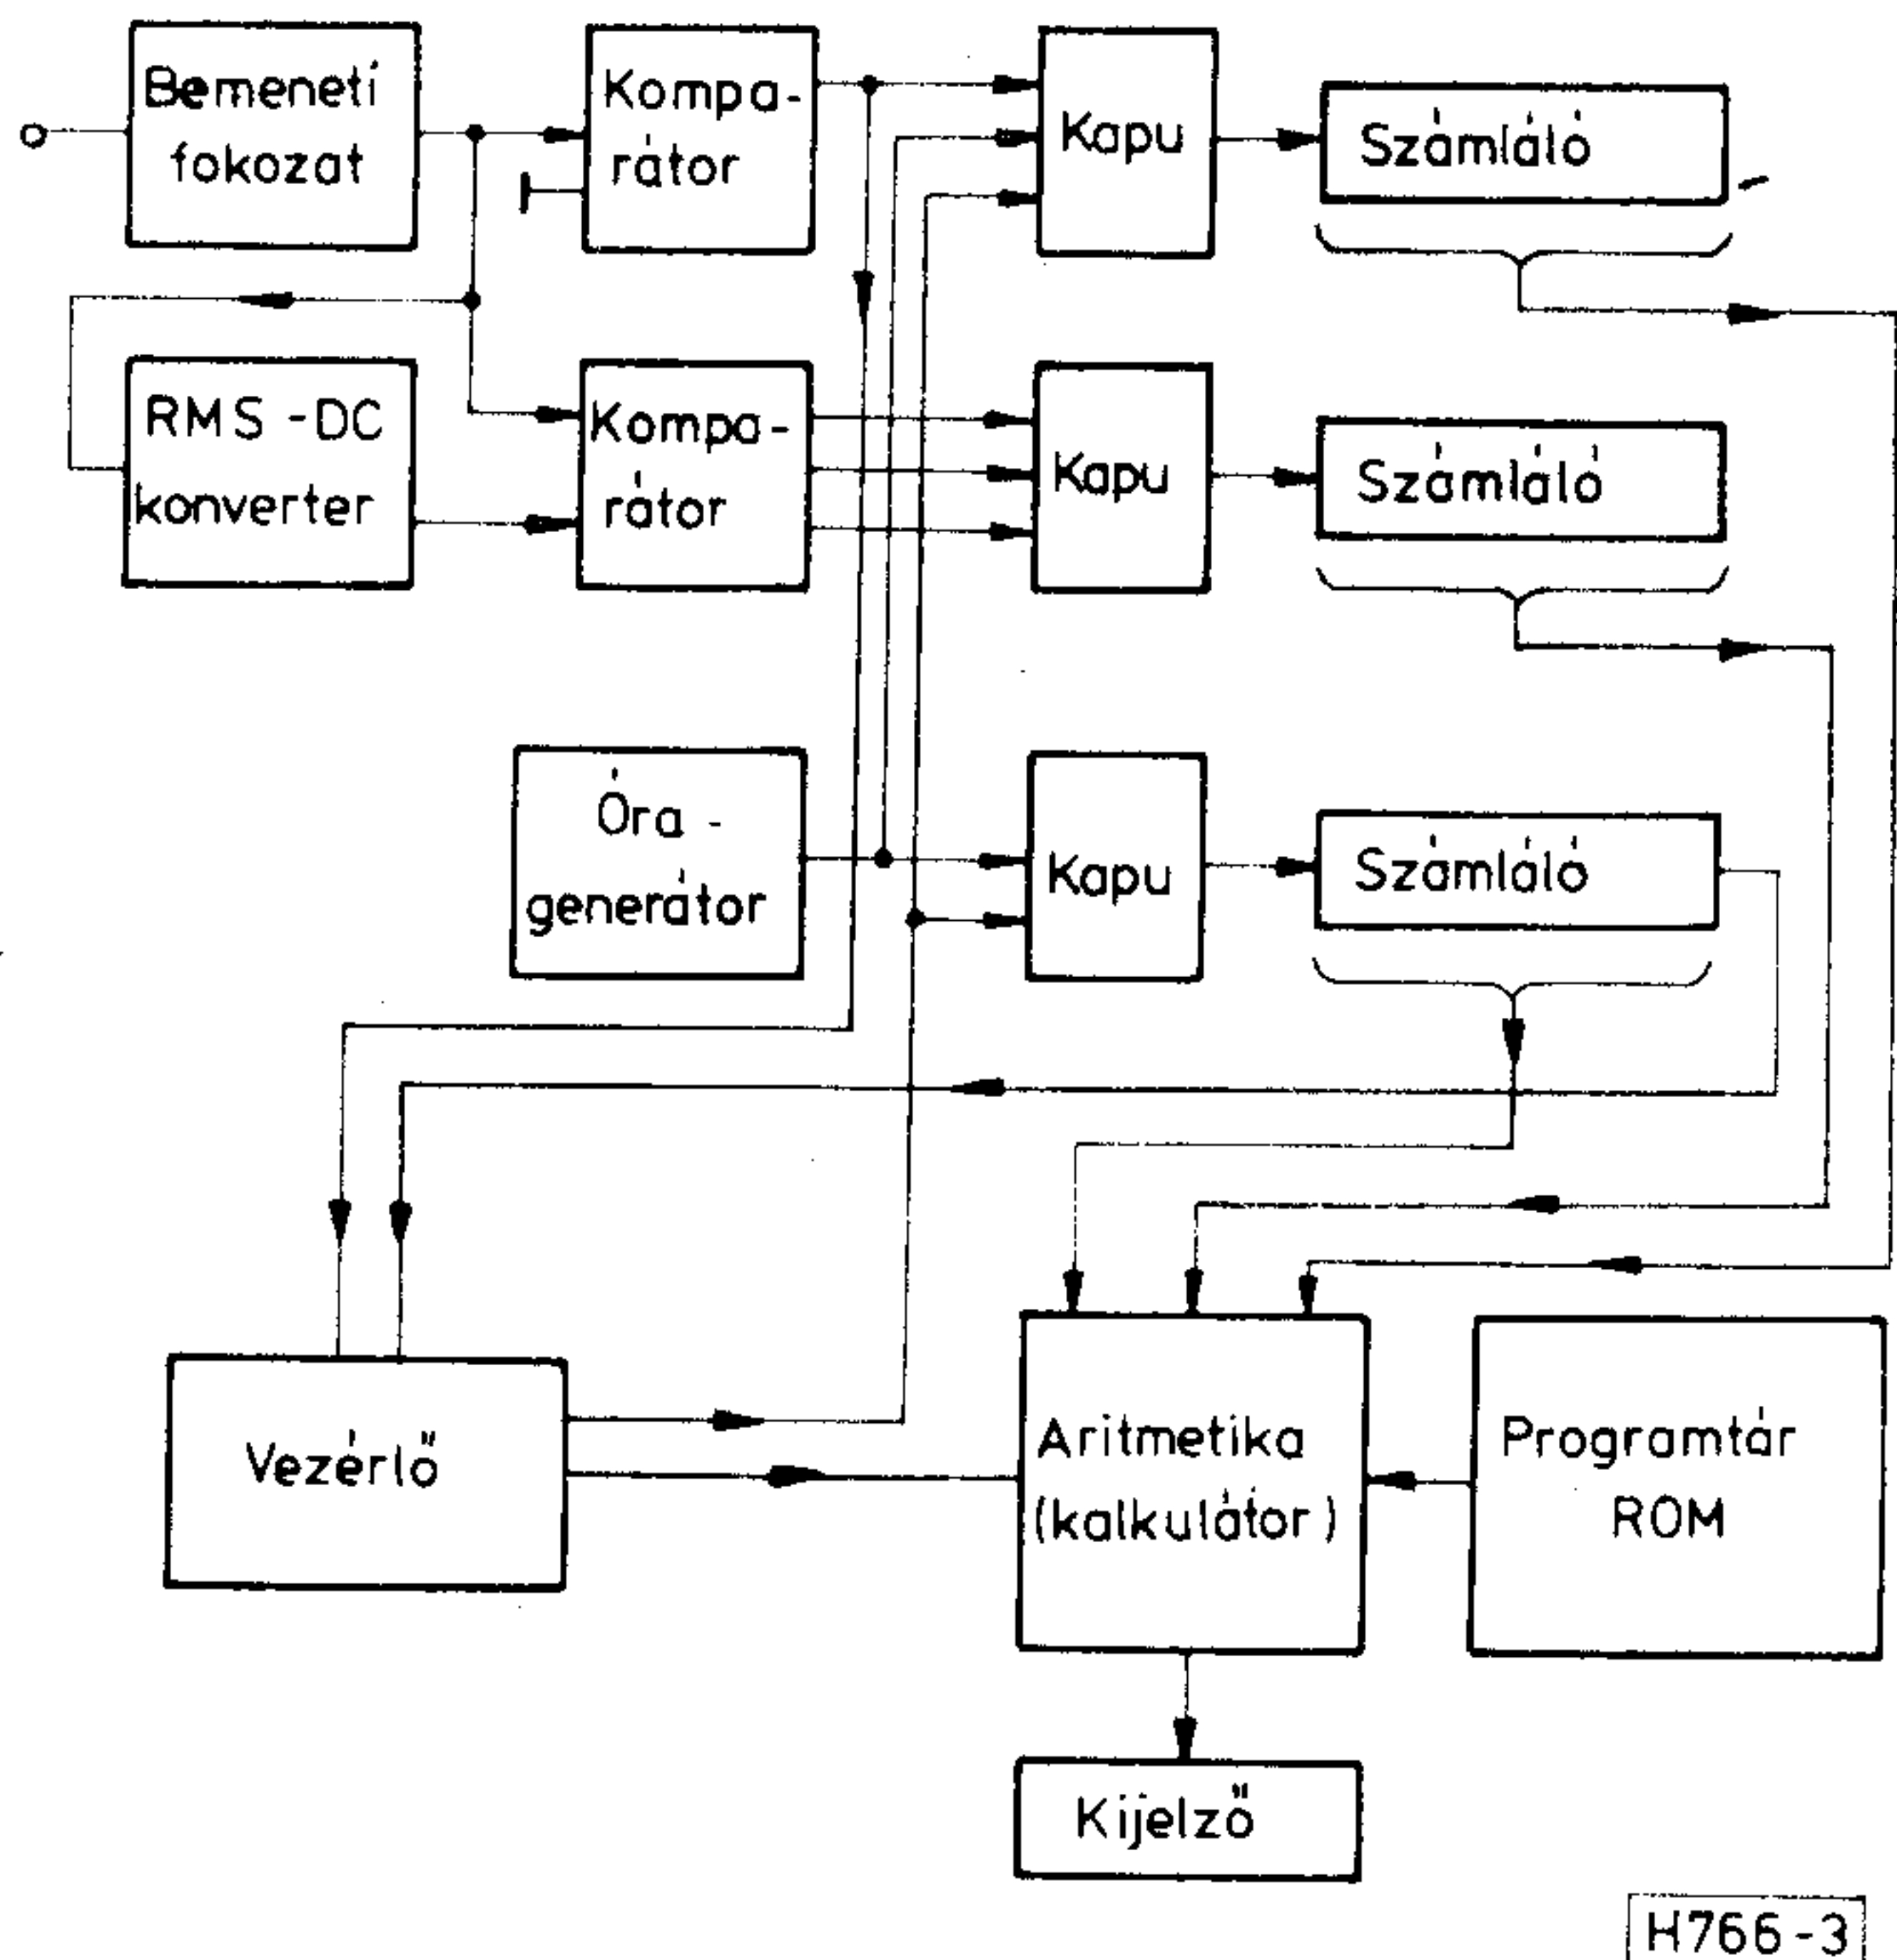 Bemeneti
fokozat
Kompa-
rátor
Kapu
Számláló
RMS-DC
konverter
Kompa-
rátor
Kapu
Számláló
Óra-
generátor
Kapu
Számláló
Vezérlő
Aritmetika
(kalkulátor)
Programtár
ROM
Kijelző
H766-3